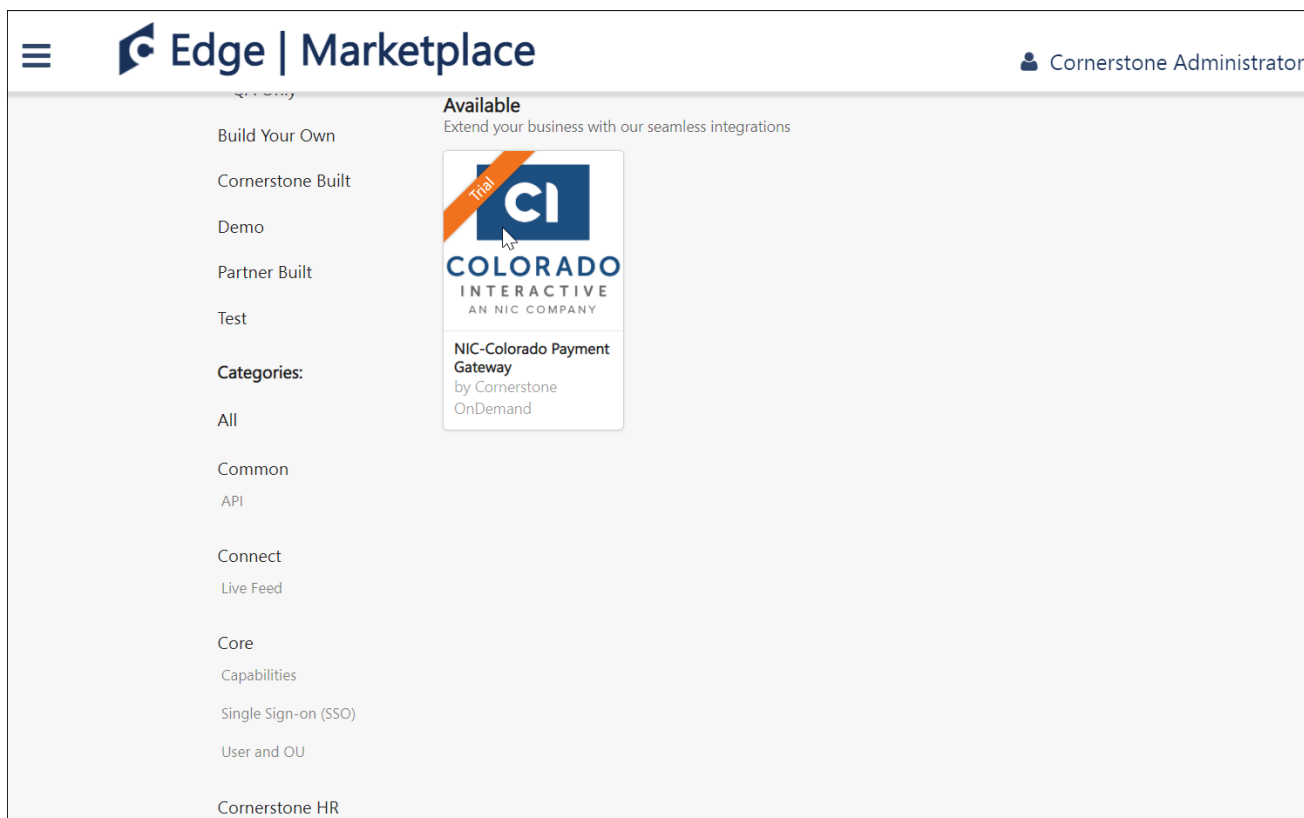 Edge | Marketplace
Cornerstone Administrator
Build Your Own
Cornerstone Built
Demo
Partner Built
Test
Categories:
All
Common
API
Connect
Live Feed
Core
Capabilities
Single Sign-on (SSO)
User and OU
Cornerstone HR
Available
Extend your business with our seamless integrations
Trial
CI
COLORADO
INTERACTIVE
AN NIC COMPANY
NIC-Colorado Payment
Gateway
by Cornerstone
OnDemand